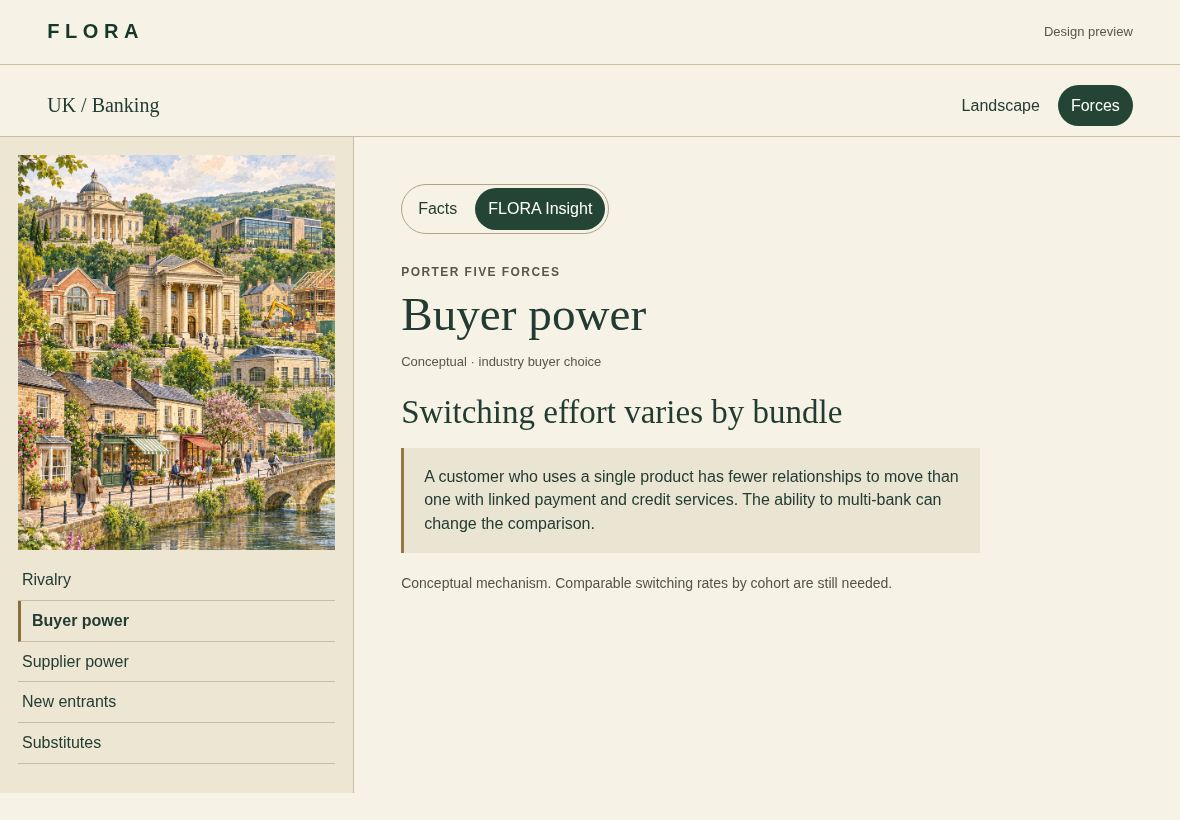 FLORA
Design preview
UK / Banking
Landscape
Forces
Facts
FLORA Insight
PORTER FIVE FORCES
Buyer power
Conceptual · industry buyer choice
Switching effort varies by bundle
A customer who uses a single product has fewer relationships to move than
one with linked payment and credit services. The ability to multi-bank can
change the comparison.
Conceptual mechanism. Comparable switching rates by cohort are still needed.
Rivalry
Buyer power
Supplier power
New entrants
Substitutes